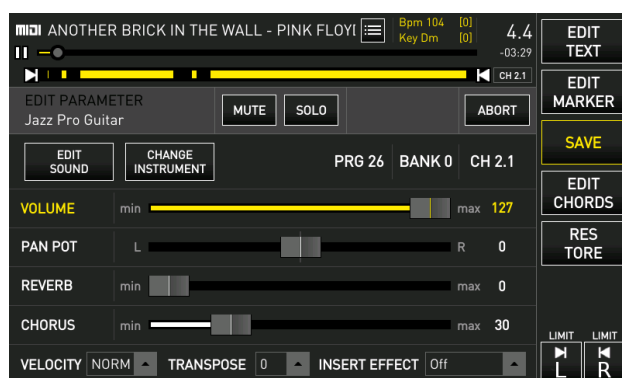 MIDI ANOTHER BRICK IN THE WALL - PINK FLOY
Bpm 104 [0]
Key Dm [0]
4.4
-03:29
CH 2.1
EDIT PARAMETER
Jazz Pro Guitar
MUTE
SOLO
ABORT
EDIT
SOUND
CHANGE
INSTRUMENT
PRG 26 BANK 0 CH 2.1
VOLUME min max 127
PAN POT L R 0
REVERB min max 0
CHORUS min max 30
VELOCITY NORM TRANSPOSE 0 INSERT EFFECT Off
EDIT
TEXT
EDIT
MARKER
SAVE
EDIT
CHORDS
RES
TORE
LIMIT LIMIT
L R